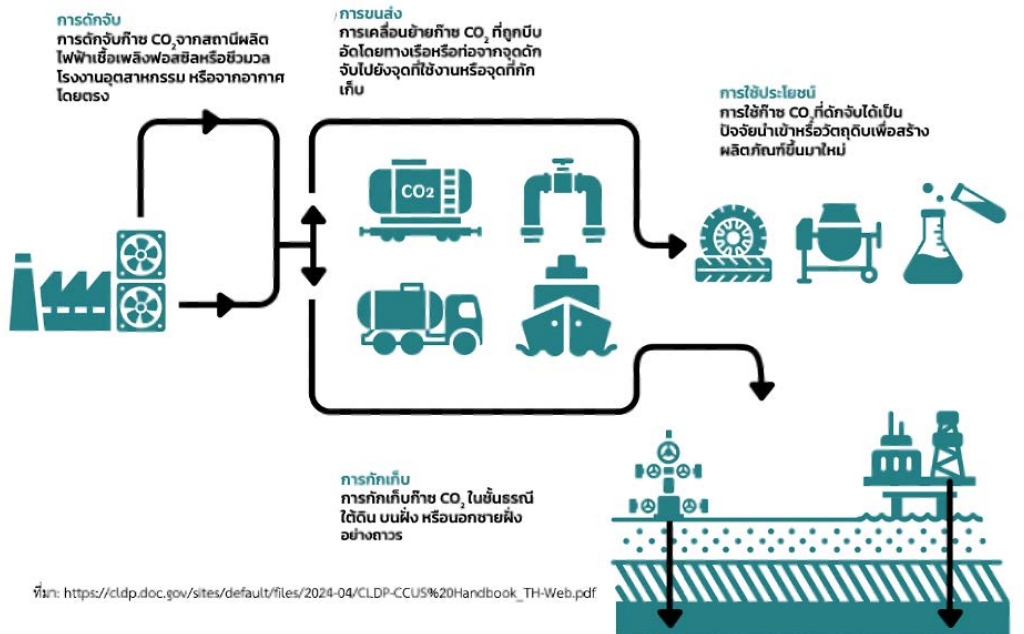 การดักจับ
การดักจับก๊าซ CO₂จากสถานีผลิต
ไฟฟ้าเชื้อเพลิงฟอสซิลหรือชีวมวล
โรงงานอุตสาหกรรม หรือจากอากาศ
โดยตรง
การขนส่ง
การเคลื่อนย้ายก๊าซ CO₂ ที่ถูกบีบ
อัดโดยทางเรือหรือท่อจากจุดดัก
จับไปยังจุดที่ใช้งานหรือจุดที่กัก
เก็บ
การใช้ประโยชน์
การใช้ก๊าซ CO₂ที่ดักจับได้เป็น
ปัจจัยนำเข้าหรือวัตถุดิบเพื่อสร้าง
ผลิตภัณฑ์ขึ้นมาใหม่
CO2
การกักเก็บ
การกักเก็บก๊าซ CO₂ ในชั้นธรณี
ใต้ดิน บนฝั่ง หรือนอกชายฝั่ง
อย่างถาวร
ที่มา: https://cldp.doc.gov/sites/default/files/2024-04/CLDP-CCUS%20Handbook_TH-Web.pdf